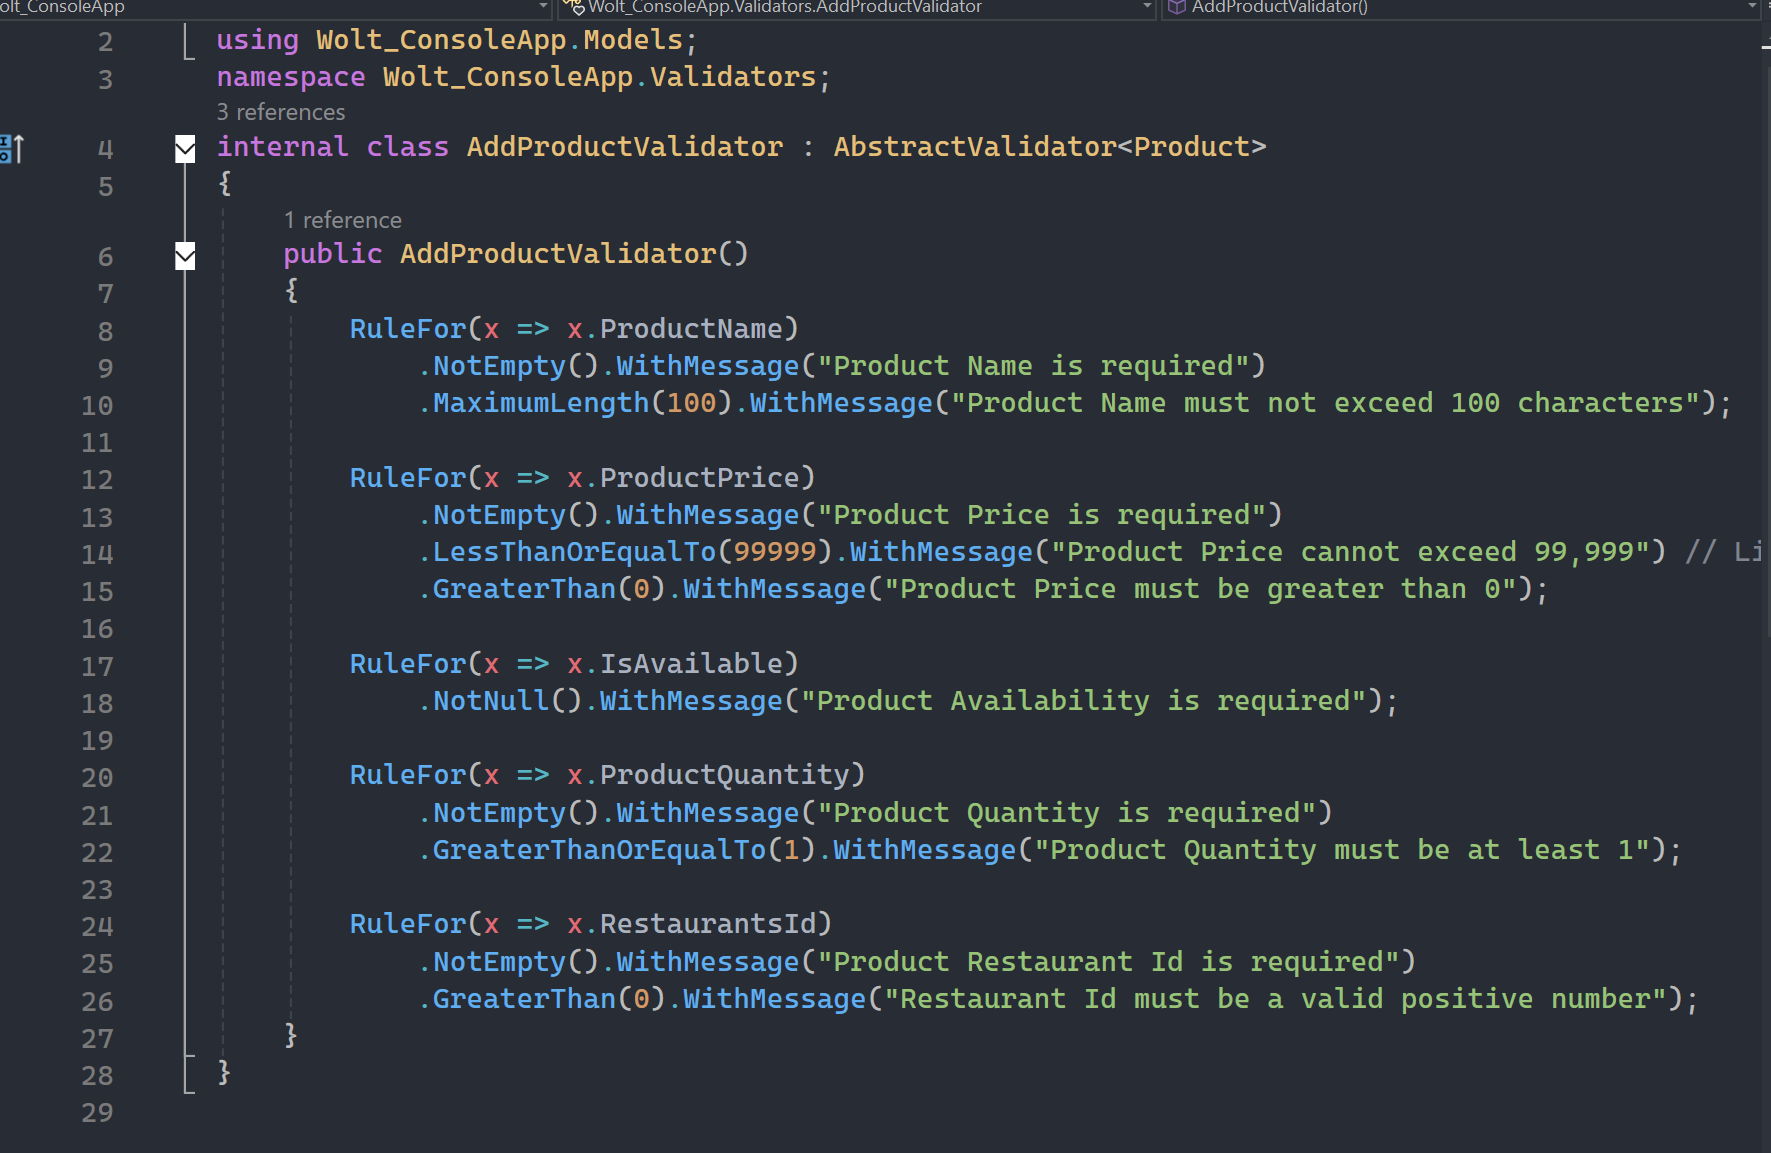 olt_ConsoleApp Wolt_ConsoleApp.Validators.AddProductValidator AddProductValidator()
2 using Wolt_ConsoleApp.Models;
3 namespace Wolt_ConsoleApp.Validators;
3 references
4 internal class AddProductValidator : AbstractValidator<Product>
5 {
1 reference
6 public AddProductValidator()
7 {
8 RuleFor(x => x.ProductName)
9 .NotEmpty().WithMessage("Product Name is required")
10 .MaximumLength(100).WithMessage("Product Name must not exceed 100 characters");
11
12 RuleFor(x => x.ProductPrice)
13 .NotEmpty().WithMessage("Product Price is required")
14 .LessThanOrEqualTo(99999).WithMessage("Product Price cannot exceed 99,999") // Li
15 .GreaterThan(0).WithMessage("Product Price must be greater than 0");
16
17 RuleFor(x => x.IsAvailable)
18 .NotNull().WithMessage("Product Availability is required");
19
20 RuleFor(x => x.ProductQuantity)
21 .NotEmpty().WithMessage("Product Quantity is required")
22 .GreaterThanOrEqualTo(1).WithMessage("Product Quantity must be at least 1");
23
24 RuleFor(x => x.RestaurantsId)
25 .NotEmpty().WithMessage("Product Restaurant Id is required")
26 .GreaterThan(0).WithMessage("Restaurant Id must be a valid positive number");
27 }
28 }
29